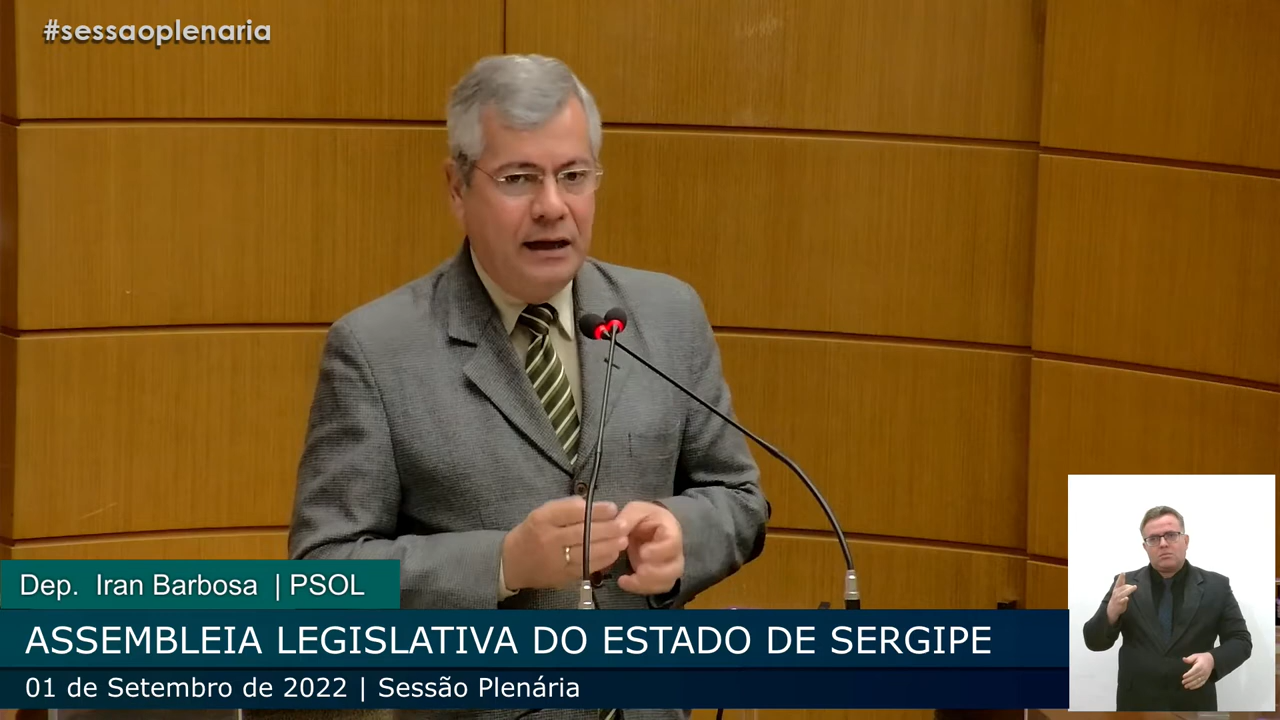 #sessaoplenaria
Dep. Iran Barbosa | PSOL
ASSEMBLEIA LEGISLATIVA DO ESTADO DE SERGIPE
01 de Setembro de 2022 | Sessão Plenária